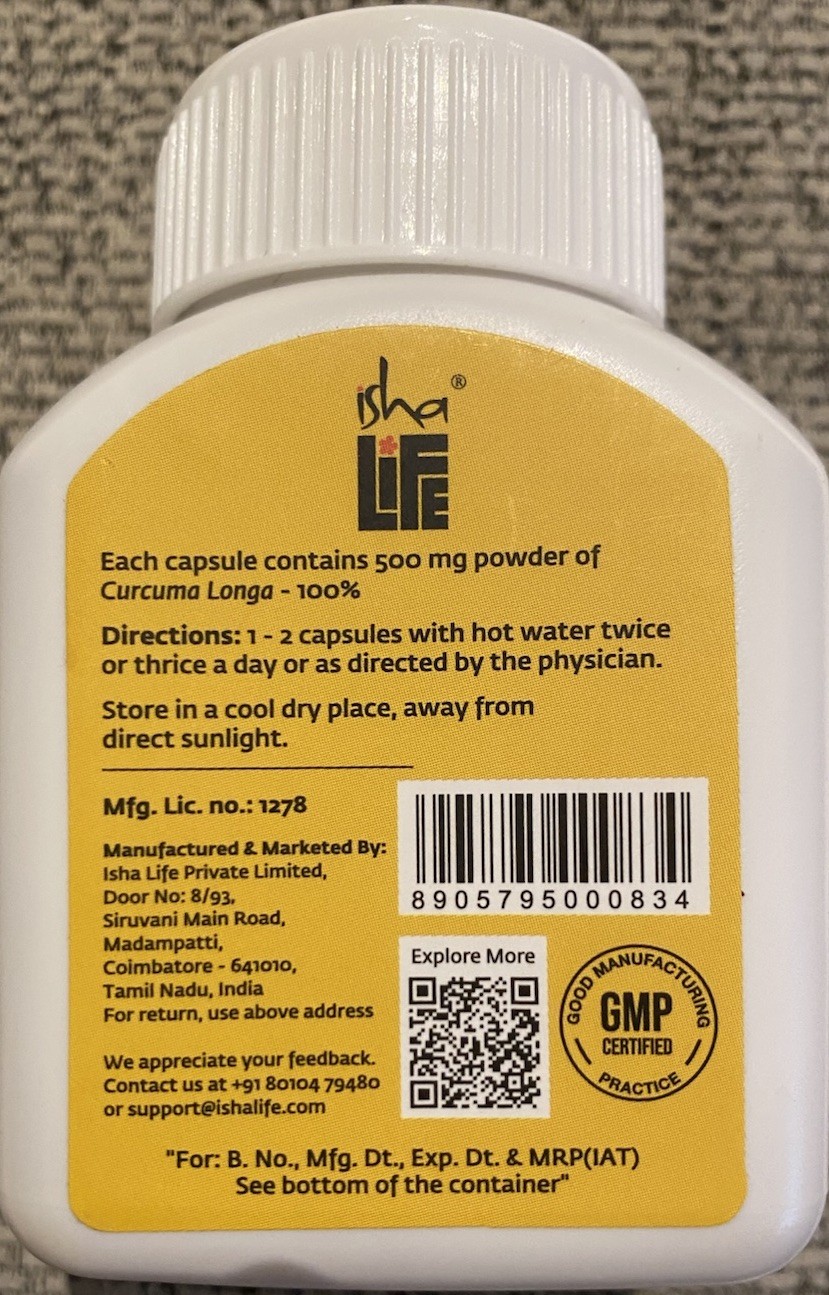 isha®
LiFE
Each capsule contains 500 mg powder of
Curcuma Longa - 100%
Directions: 1 - 2 capsules with hot water twice
or thrice a day or as directed by the physician.
Store in a cool dry place, away from
direct sunlight.
Mfg. Lic. no.: 1278
Manufactured & Marketed By:
Isha Life Private Limited,
Door No: 8/93,
Siruvani Main Road,
Madampatti,
Coimbatore - 641010,
Tamil Nadu, India
For return, use above address
We appreciate your feedback.
Contact us at +91 80104 79480
or support@ishalife.com
8905795000834
Explore More
GOOD MANUFACTURING
GMP
CERTIFIED
PRACTICE
"For: B. No., Mfg. Dt., Exp. Dt. & MRP(IAT)
See bottom of the container"